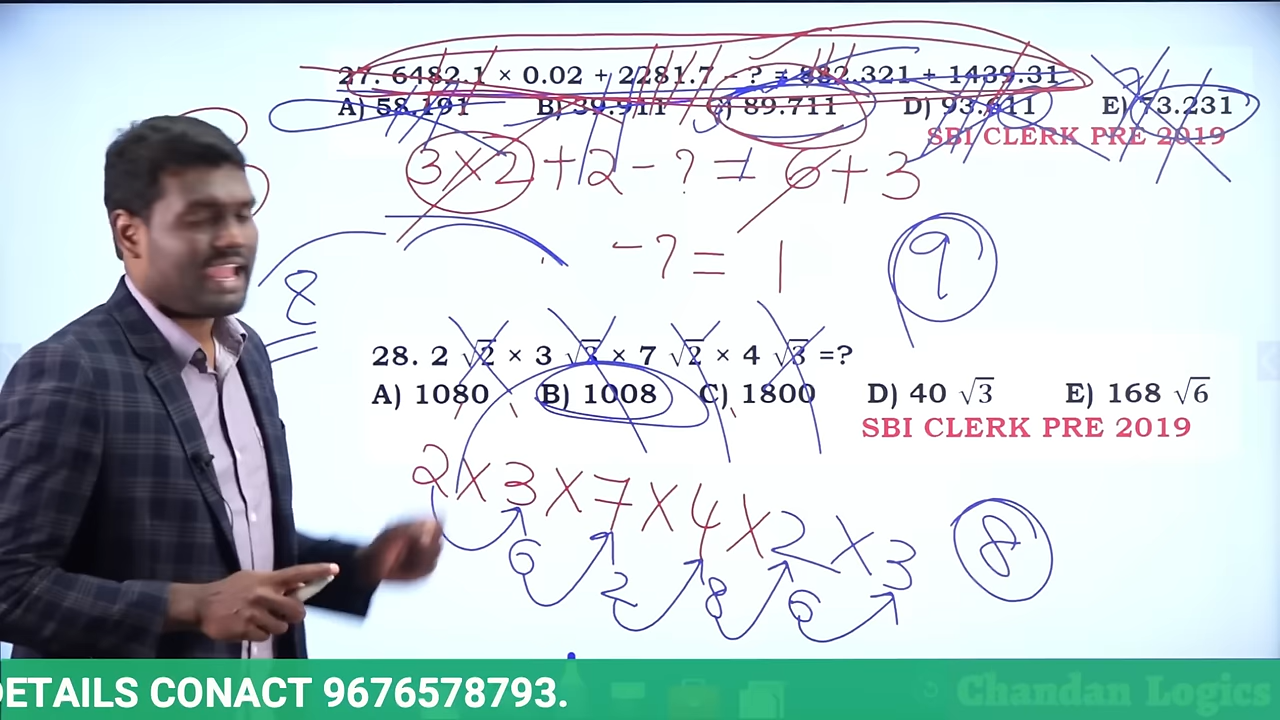 27. 6482.1 × 0.02 + 2281.7 - ? = 882.321 + 1439.31
A) 58.191 B) 39.911 C) 89.711 D) 93.611 E) 73.231
SBI CLERK PRE 2019
3 × 2 + 12 - ? = 6 + 3
- ? = 1
9
8
28. 2 √2 × 3 √3 × 7 √2 × 4 √3 =?
A) 1080 B) 1008 C) 1800 D) 40 √3 E) 168 √6
SBI CLERK PRE 2019
2 × 3 × 7 × 4 × 2 × 3
8
6 2 8 6
DETAILS CONACT 9676578793.
Chandan Logics